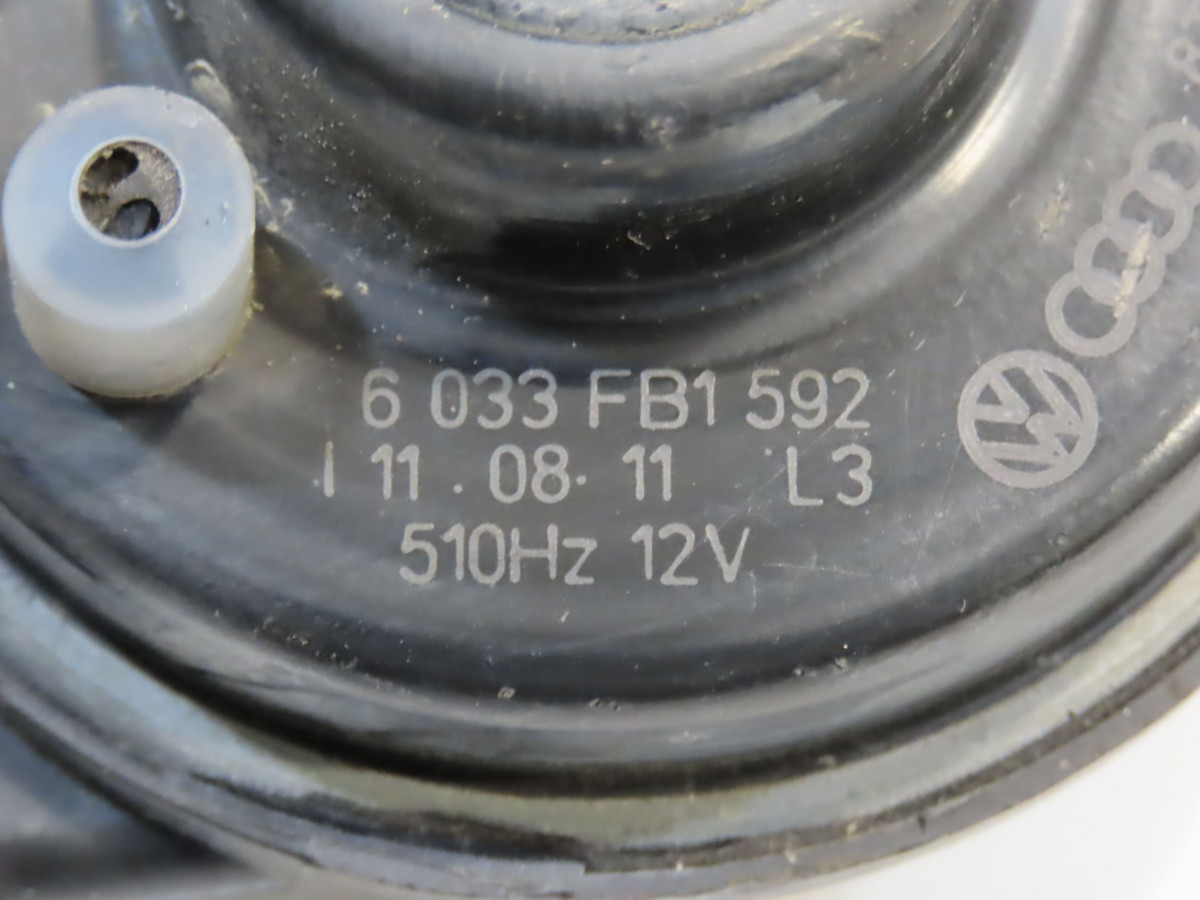 6 033 FB1 592
I 11 . 08 . 11 L3
510Hz 12V